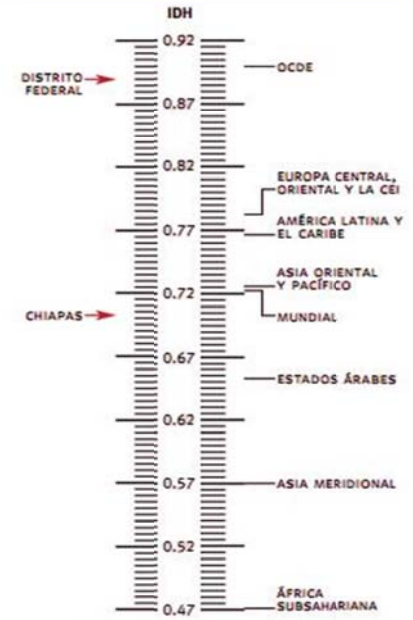 IDH
0.92
OCDE
DISTRITO
FEDERAL
0.87
0.82
EUROPA CENTRAL,
ORIENTAL Y LA CEI
AMÉRICA LATINA Y
EL CARIBE
0.77
ASIA ORIENTAL
Y PACÍFICO
0.72
CHIAPAS
MUNDIAL
0.67
ESTADOS ÁRABES
0.62
0.57
ASIA MERIDIONAL
0.52
ÁFRICA
SUBSAHARIANA
0.47